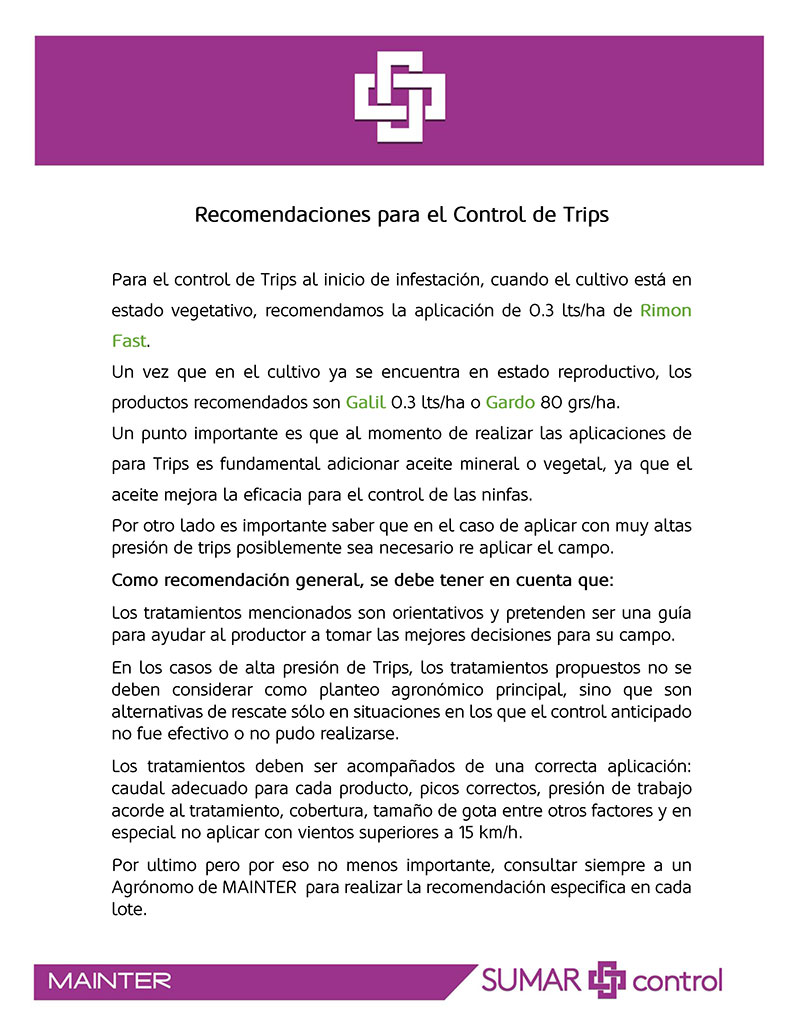 Recomendaciones para el Control de Trips
Para el control de Trips al inicio de infestación, cuando el cultivo está en
estado vegetativo, recomendamos la aplicación de 0.3 lts/ha de Rimon
Fast.
Un vez que en el cultivo ya se encuentra en estado reproductivo, los
productos recomendados son Galil 0.3 lts/ha o Gardo 80 grs/ha.
Un punto importante es que al momento de realizar las aplicaciones de
para Trips es fundamental adicionar aceite mineral o vegetal, ya que el
aceite mejora la eficacia para el control de las ninfas.
Por otro lado es importante saber que en el caso de aplicar con muy altas
presión de trips posiblemente sea necesario re aplicar el campo.
Como recomendación general, se debe tener en cuenta que:
Los tratamientos mencionados son orientativos y pretenden ser una guía
para ayudar al productor a tomar las mejores decisiones para su campo.
En los casos de alta presión de Trips, los tratamientos propuestos no se
deben considerar como planteo agronómico principal, sino que son
alternativas de rescate sólo en situaciones en los que el control anticipado
no fue efectivo o no pudo realizarse.
Los tratamientos deben ser acompañados de una correcta aplicación:
caudal adecuado para cada producto, picos correctos, presión de trabajo
acorde al tratamiento, cobertura, tamaño de gota entre otros factores y en
especial no aplicar con vientos superiores a 15 km/h.
Por ultimo pero por eso no menos importante, consultar siempre a un
Agrónomo de MAINTER para realizar la recomendación especifica en cada
lote.
MAINTER
SUMAR control